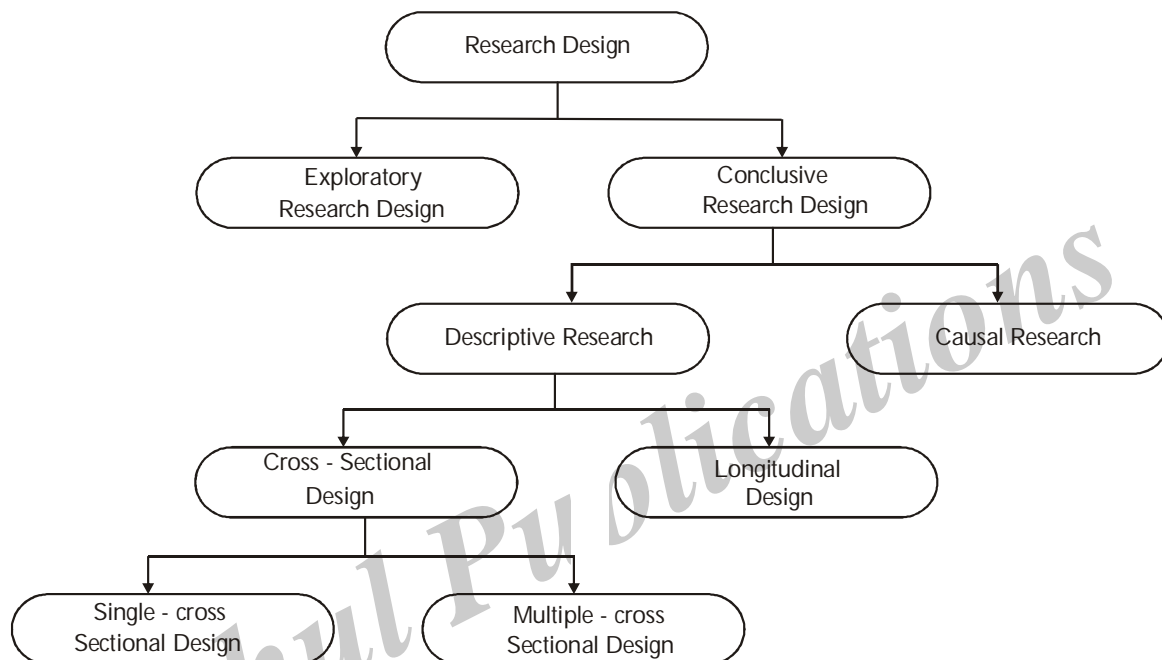 Research Design
Exploratory
Research Design
Conclusive
Research Design
Descriptive Research
Causal Research
Cross - Sectional
Design
Longitudinal
Design
Single - cross
Sectional Design
Multiple - cross
Sectional Design
Publications